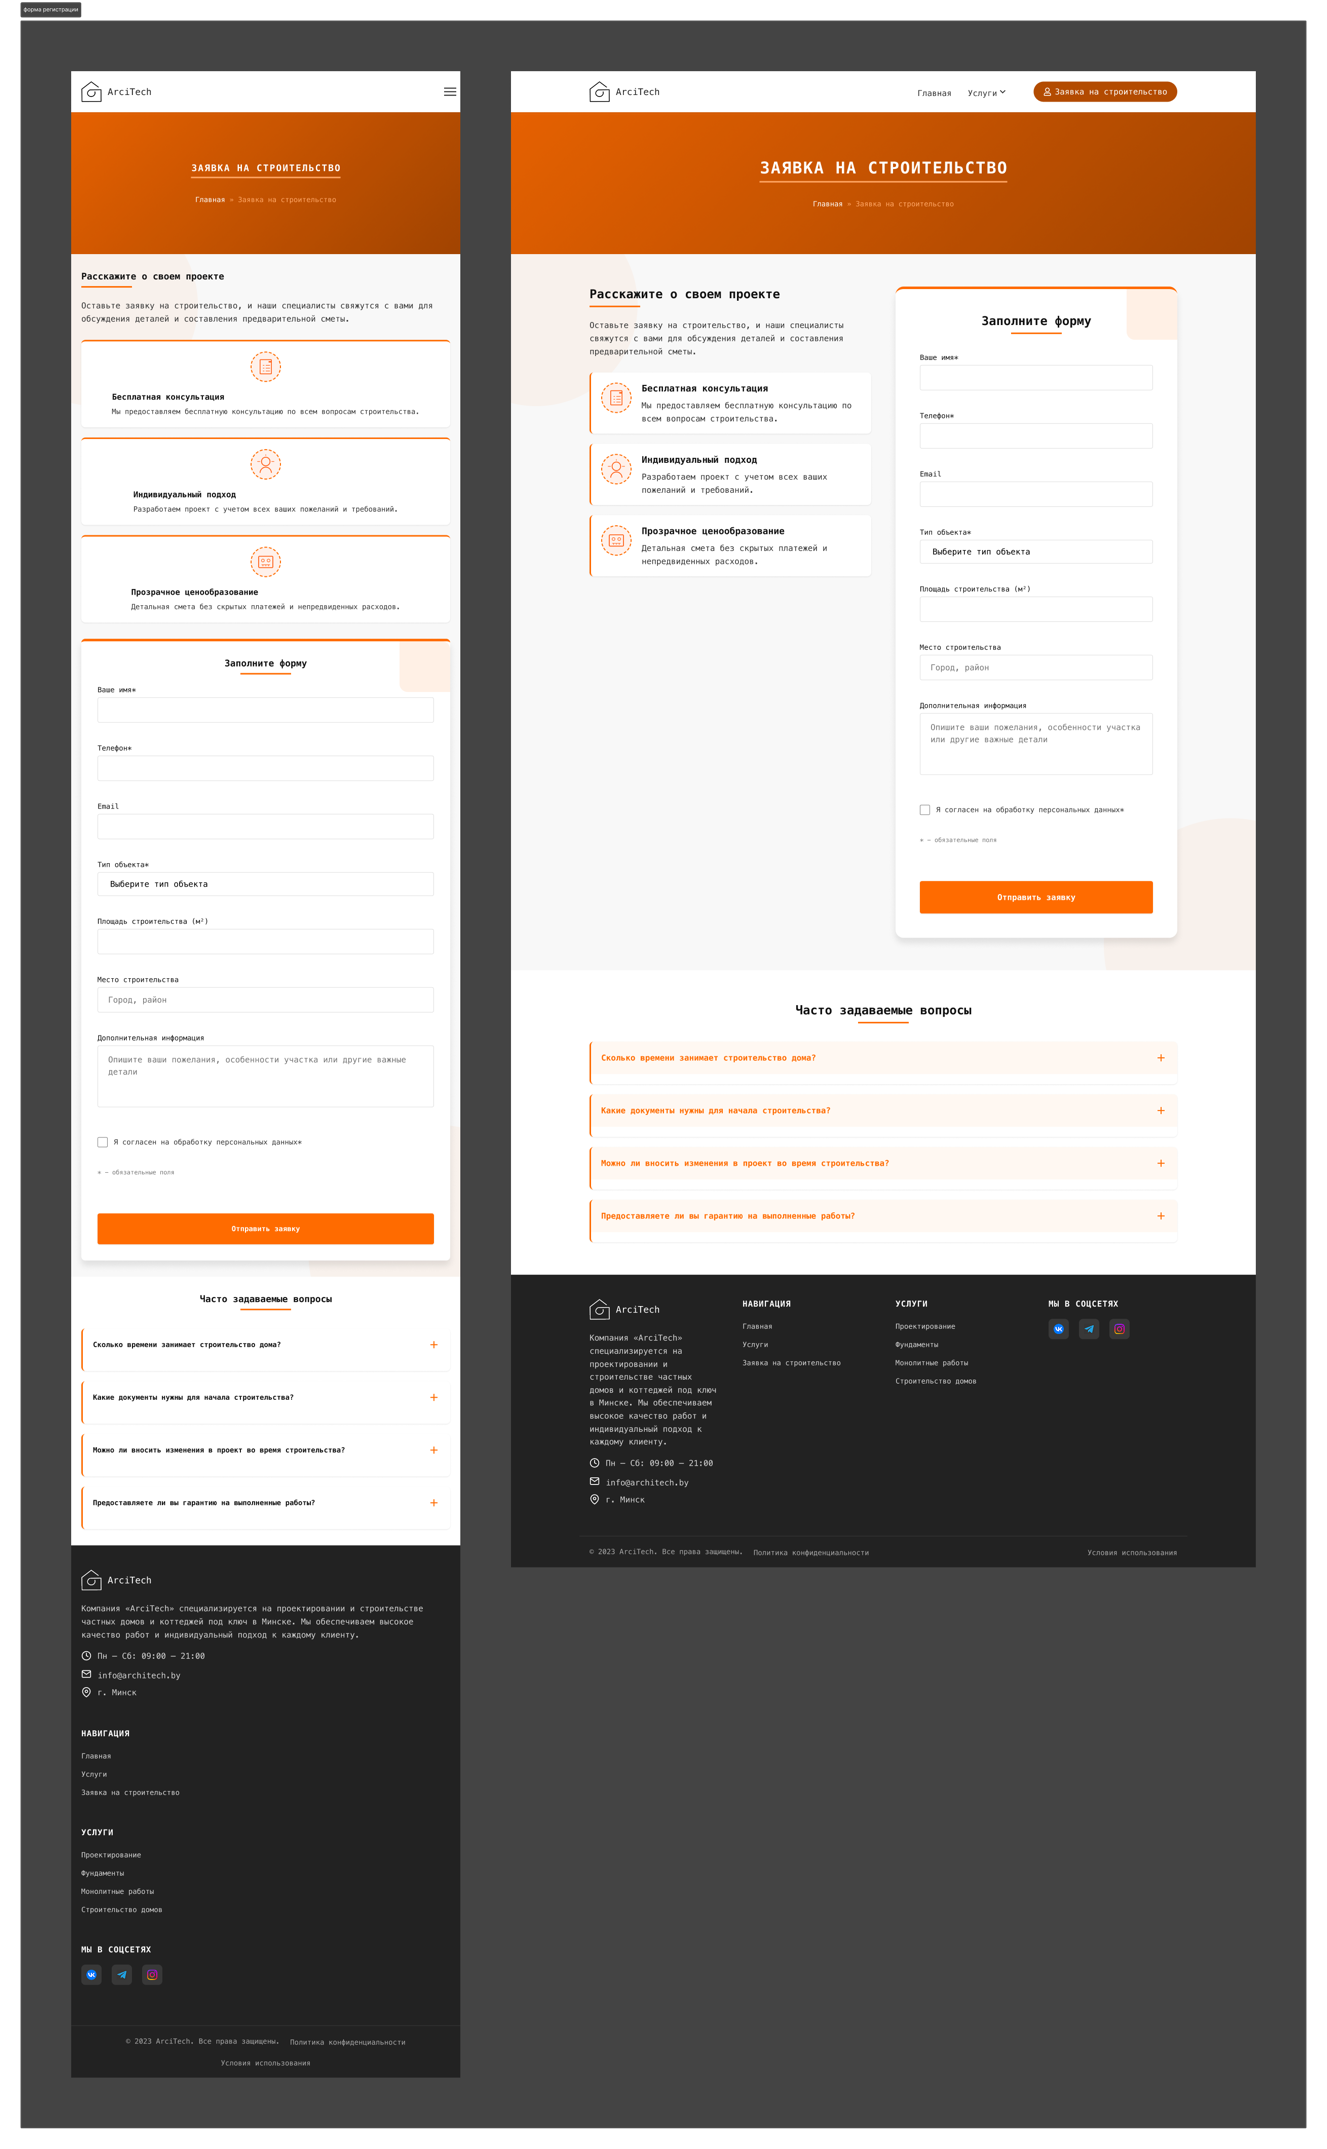 форма регистрации
ArciTech
ЗАЯВКА НА СТРОИТЕЛЬСТВО
Главная » Заявка на строительство
Расскажите о своем проекте
Оставьте заявку на строительство, и наши специалисты свяжутся с вами для
обсуждения деталей и составления предварительной сметы.
Бесплатная консультация
Мы предоставляем бесплатную консультацию по всем вопросам строительства.
Индивидуальный подход
Разработаем проект с учетом всех ваших пожеланий и требований.
Прозрачное ценообразование
Детальная смета без скрытых платежей и непредвиденных расходов.
Заполните форму
Ваше имя*
Телефон*
Email
Тип объекта*
Выберите тип объекта
Площадь строительства (м²)
Место строительства
Город, район
Дополнительная информация
Опишите ваши пожелания, особенности участка или другие важные
детали
Я согласен на обработку персональных данных*
* — обязательные поля
Отправить заявку
Часто задаваемые вопросы
Сколько времени занимает строительство дома?
Какие документы нужны для начала строительства?
Можно ли вносить изменения в проект во время строительства?
Предоставляете ли вы гарантию на выполненные работы?
ArciTech
Компания «ArciTech» специализируется на проектировании и строительстве
частных домов и коттеджей под ключ в Минске. Мы обеспечиваем высокое
качество работ и индивидуальный подход к каждому клиенту.
Пн — Сб: 09:00 — 21:00
info@architech.by
г. Минск
НАВИГАЦИЯ
Главная
Услуги
Заявка на строительство
УСЛУГИ
Проектирование
Фундаменты
Монолитные работы
Строительство домов
МЫ В СОЦСЕТЯХ
© 2023 ArciTech. Все права защищены. Политика конфиденциальности
Условия использования
ArciTech
Главная Услуги Заявка на строительство
ЗАЯВКА НА СТРОИТЕЛЬСТВО
Главная » Заявка на строительство
Расскажите о своем проекте
Оставьте заявку на строительство, и наши специалисты
свяжутся с вами для обсуждения деталей и составления
предварительной сметы.
Бесплатная консультация
Мы предоставляем бесплатную консультацию по
всем вопросам строительства.
Индивидуальный подход
Разработаем проект с учетом всех ваших
пожеланий и требований.
Прозрачное ценообразование
Детальная смета без скрытых платежей и
непредвиденных расходов.
Заполните форму
Ваше имя*
Телефон*
Email
Тип объекта*
Выберите тип объекта
Площадь строительства (м²)
Место строительства
Город, район
Дополнительная информация
Опишите ваши пожелания, особенности участка
или другие важные детали
Я согласен на обработку персональных данных*
* — обязательные поля
Отправить заявку
Часто задаваемые вопросы
Сколько времени занимает строительство дома?
Какие документы нужны для начала строительства?
Можно ли вносить изменения в проект во время строительства?
Предоставляете ли вы гарантию на выполненные работы?
ArciTech
Компания «ArciTech»
специализируется на
проектировании и
строительстве частных
домов и коттеджей под ключ
в Минске. Мы обеспечиваем
высокое качество работ и
индивидуальный подход к
каждому клиенту.
Пн — Сб: 09:00 — 21:00
info@architech.by
г. Минск
НАВИГАЦИЯ
Главная
Услуги
Заявка на строительство
УСЛУГИ
Проектирование
Фундаменты
Монолитные работы
Строительство домов
МЫ В СОЦСЕТЯХ
© 2023 ArciTech. Все права защищены. Политика конфиденциальности Условия использования